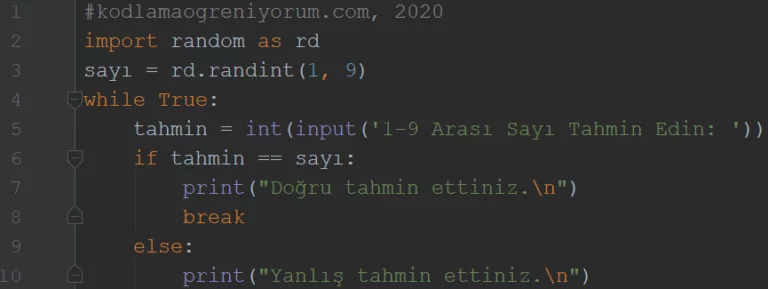 1 #kodlamaogreniyorum.com, 2020
2 import random as rd
3 sayı = rd.randint(1, 9)
4 while True:
5     tahmin = int(input('1-9 Arası Sayı Tahmin Edin: '))
6     if tahmin == sayı:
7         print("Doğru tahmin ettiniz.\n")
8         break
9     else:
10         print("Yanlış tahmin ettiniz.\n")